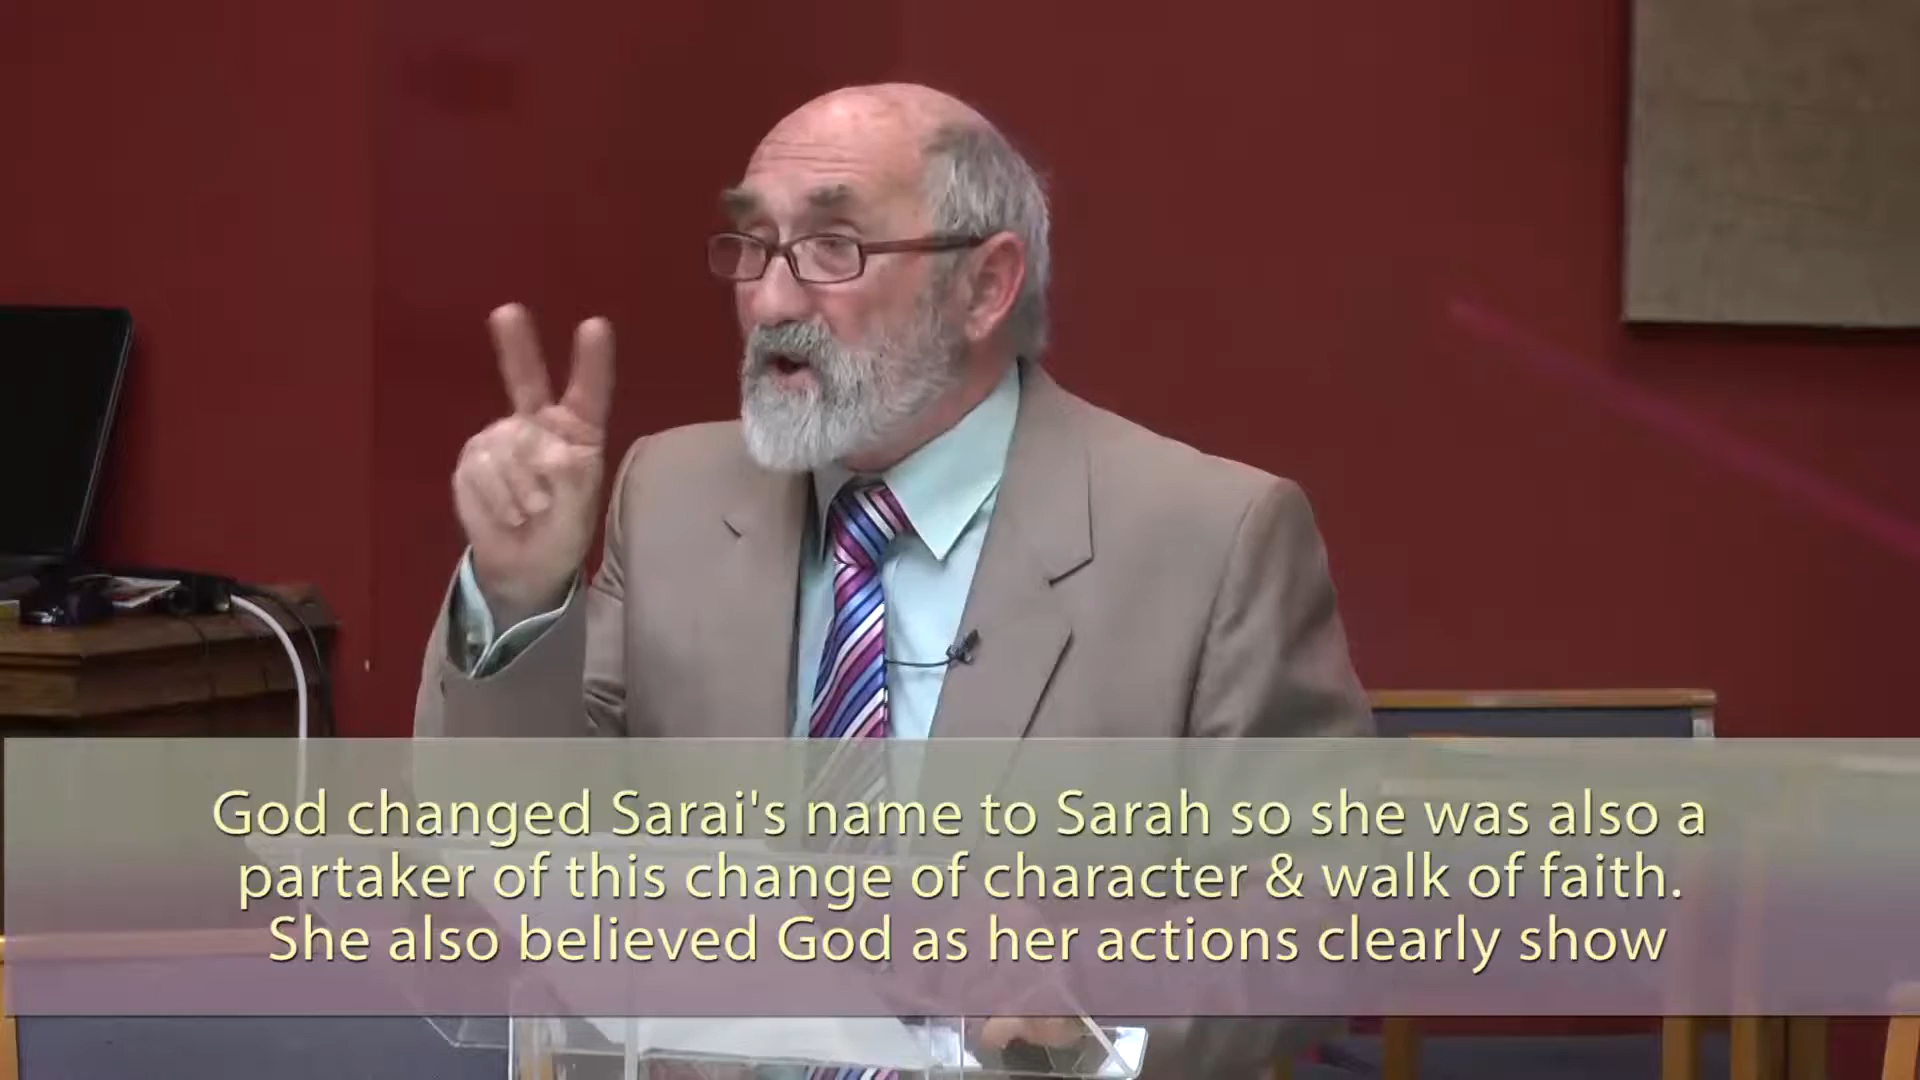 God changed Sarai's name to Sarah so she was also a
partaker of this change of character & walk of faith.
She also believed God as her actions clearly show